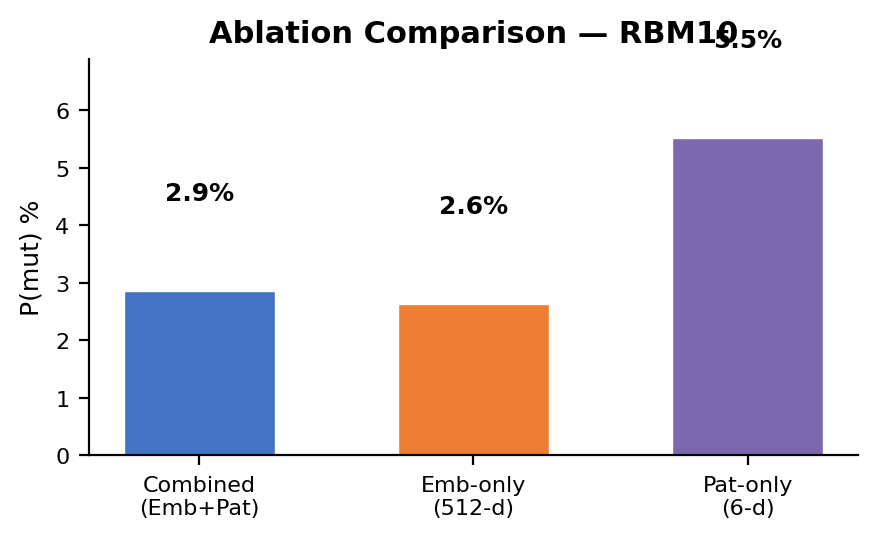 Ablation Comparison — RBM10
5.5%
2.9%
2.6%
P(mut) %
6
5
4
3
2
1
0
Combined
(Emb+Pat)
Emb-only
(512-d)
Pat-only
(6-d)